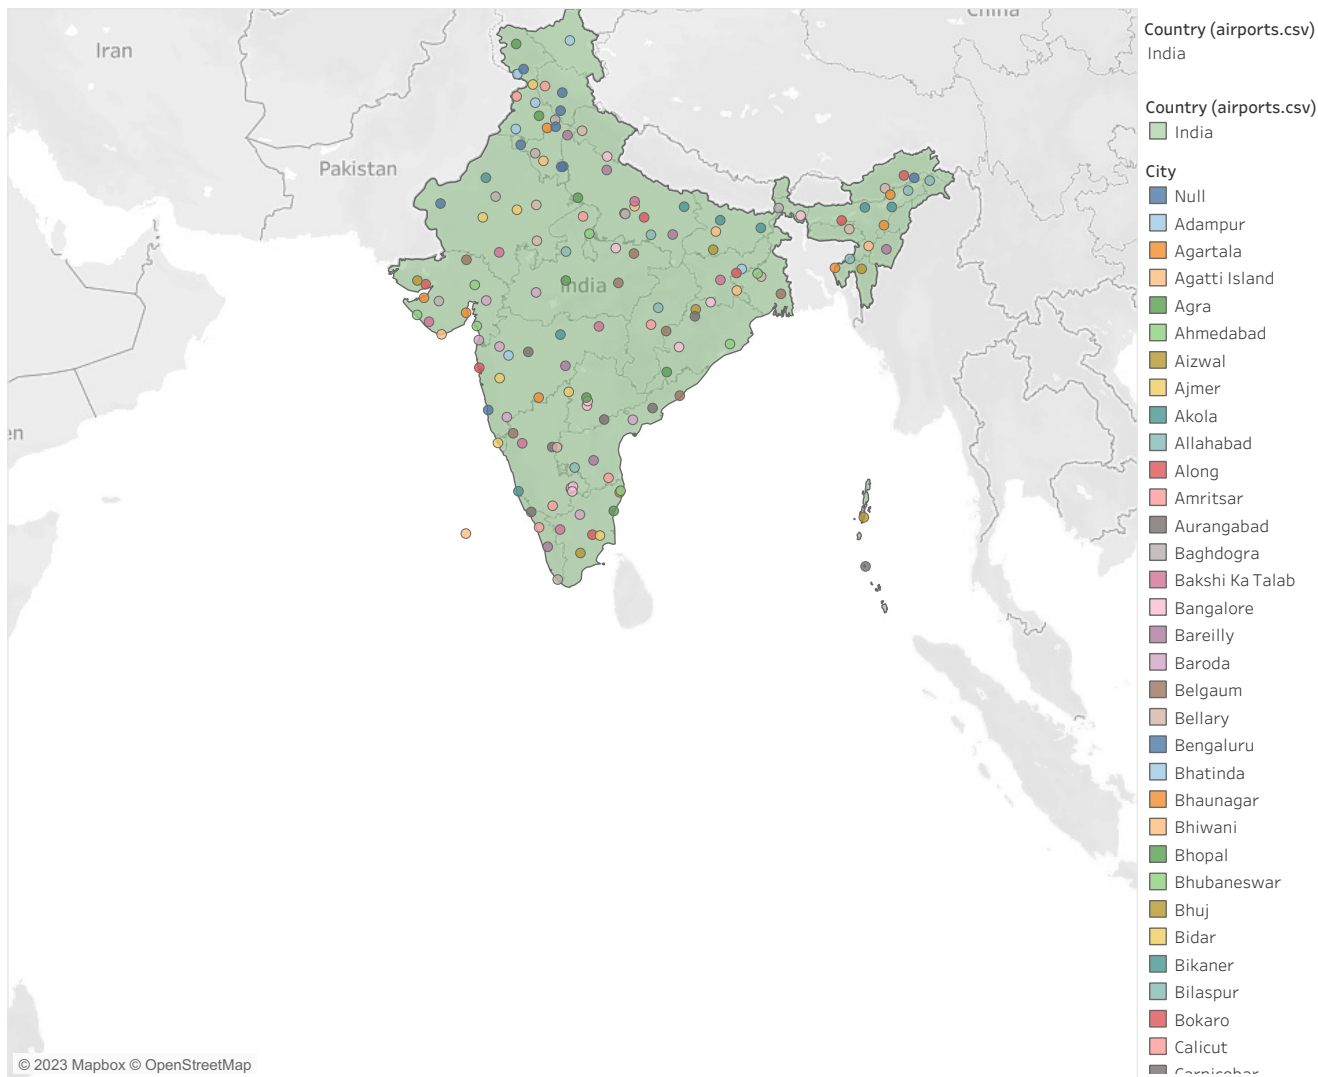 China
Iran
Pakistan
India
en
© 2023 Mapbox © OpenStreetMap
Country (airports.csv)
India
Country (airports.csv)
India
City
Null
Adampur
Agartala
Agatti Island
Agra
Ahmedabad
Aizwal
Ajmer
Akola
Allahabad
Along
Amritsar
Aurangabad
Baghdogra
Bakshi Ka Talab
Bangalore
Bareilly
Baroda
Belgaum
Bellary
Bengaluru
Bhatinda
Bhaunagar
Bhiwani
Bhopal
Bhubaneswar
Bhuj
Bidar
Bikaner
Bilaspur
Bokaro
Calicut
Carnicobar